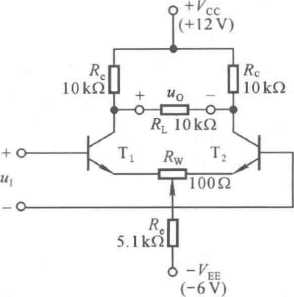 +V_CC
(+12 V)
R_c
10 kΩ
R_c
10 kΩ
+ u_O −
R_L 10 kΩ
+
T_1
R_W
T_2
u_I
100 Ω
−
R_e
5.1 kΩ
−V_EE
(−6 V)